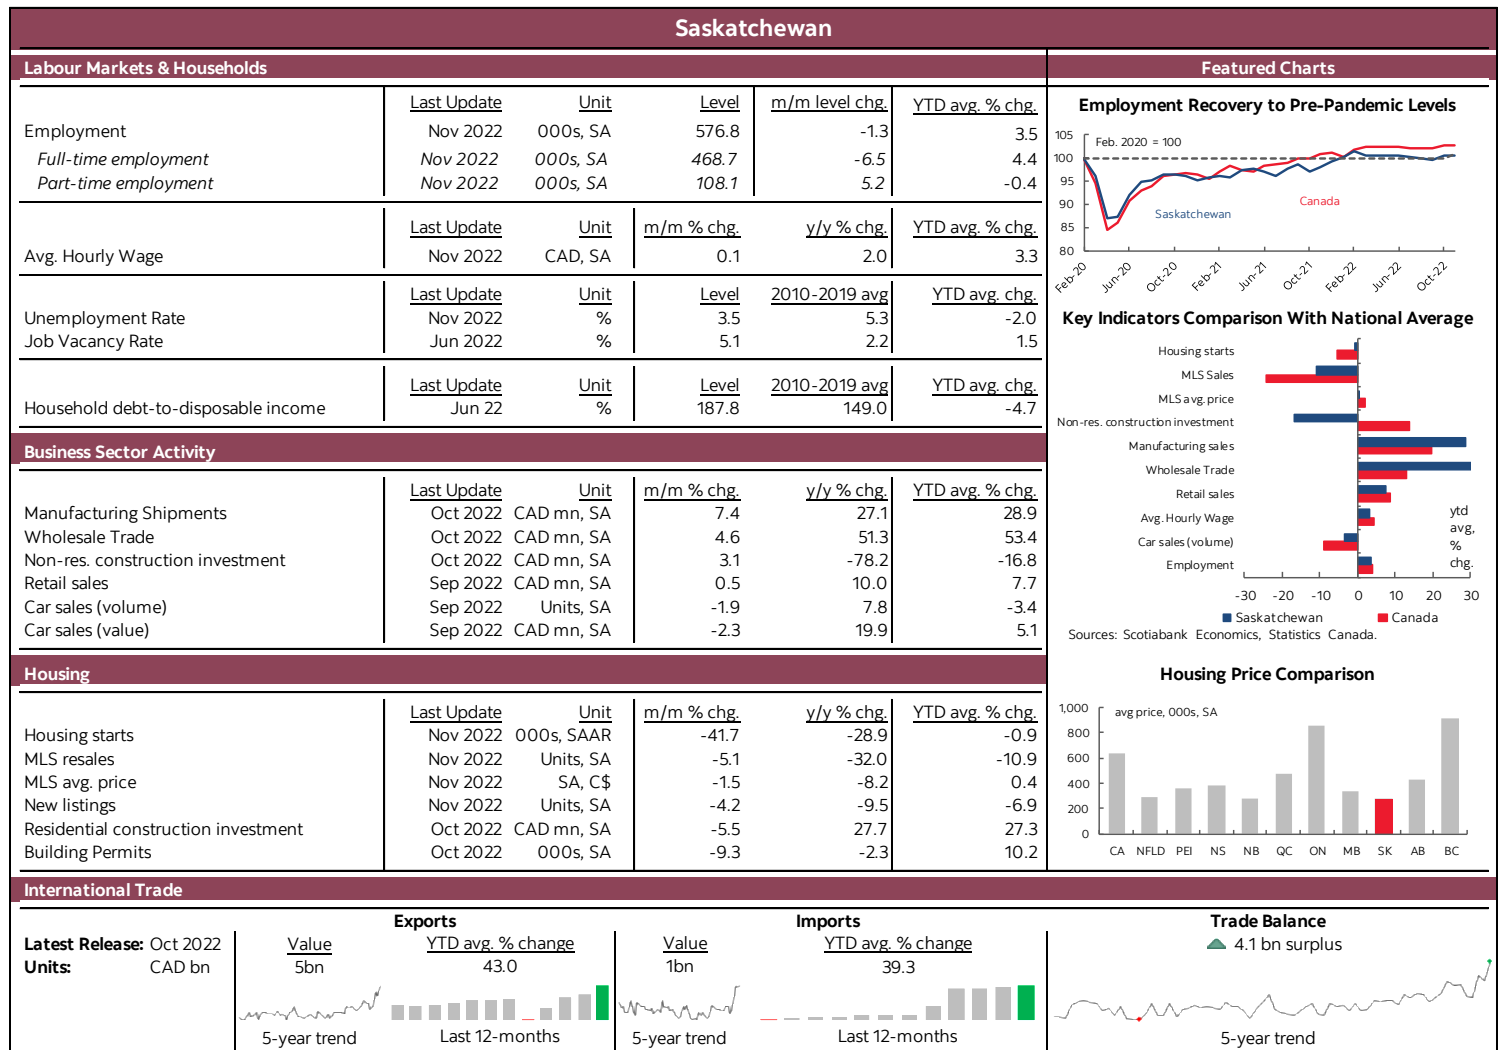 Saskatchewan
Labour Markets & Households
Last Update Unit Level m/m level chg. YTD avg. % chg.
Employment Nov 2022 000s, SA 576.8 -1.3 3.5
Full-time employment Nov 2022 000s, SA 468.7 -6.5 4.4
Part-time employment Nov 2022 000s, SA 108.1 5.2 -0.4
Last Update Unit m/m % chg. y/y % chg. YTD avg. % chg.
Avg. Hourly Wage Nov 2022 CAD, SA 0.1 2.0 3.3
Last Update Unit Level 2010-2019 avg YTD avg. chg.
Unemployment Rate Nov 2022 % 3.5 5.3 -2.0
Job Vacancy Rate Jun 2022 % 5.1 2.2 1.5
Last Update Unit Level 2010-2019 avg YTD avg. chg.
Household debt-to-disposable income Jun 22 % 187.8 149.0 -4.7
Business Sector Activity
Last Update Unit m/m % chg. y/y % chg. YTD avg. % chg.
Manufacturing Shipments Oct 2022 CAD mn, SA 7.4 27.1 28.9
Wholesale Trade Oct 2022 CAD mn, SA 4.6 51.3 53.4
Non-res. construction investment Oct 2022 CAD mn, SA 3.1 -78.2 -16.8
Retail sales Sep 2022 CAD mn, SA 0.5 10.0 7.7
Car sales (volume) Sep 2022 Units, SA -1.9 7.8 -3.4
Car sales (value) Sep 2022 CAD mn, SA -2.3 19.9 5.1
Housing
Last Update Unit m/m % chg. y/y % chg. YTD avg. % chg.
Housing starts Nov 2022 000s, SAAR -41.7 -28.9 -0.9
MLS resales Nov 2022 Units, SA -5.1 -32.0 -10.9
MLS avg. price Nov 2022 SA, C$ -1.5 -8.2 0.4
New listings Nov 2022 Units, SA -4.2 -9.5 -6.9
Residential construction investment Oct 2022 CAD mn, SA -5.5 27.7 27.3
Building Permits Oct 2022 000s, SA -9.3 -2.3 10.2
Featured Charts
Employment Recovery to Pre-Pandemic Levels
Feb. 2020 = 100
105
100
95
90
85
80
Saskatchewan
Canada
Feb-20 Jun-20 Oct-20 Feb-21 Jun-21 Oct-21 Feb-22 Jun-22 Oct-22
Key Indicators Comparison With National Average
Housing starts
MLS Sales
MLS avg. price
Non-res. construction investment
Manufacturing sales
Wholesale Trade
Retail sales
Avg. Hourly Wage
Car sales (volume)
Employment
ytd
avg,
%
chg.
-30 -20 -10 0 10 20 30
Saskatchewan Canada
Sources: Scotiabank Economics, Statistics Canada.
Housing Price Comparison
avg price, 000s, SA
1,000
800
600
400
200
0
CA NFLD PEI NS NB QC ON MB SK AB BC
International Trade
Latest Release: Oct 2022
Units: CAD bn
Exports
Value YTD avg. % change
5bn 43.0
5-year trend Last 12-months
Imports
Value YTD avg. % change
1bn 39.3
5-year trend Last 12-months
Trade Balance
4.1 bn surplus
5-year trend